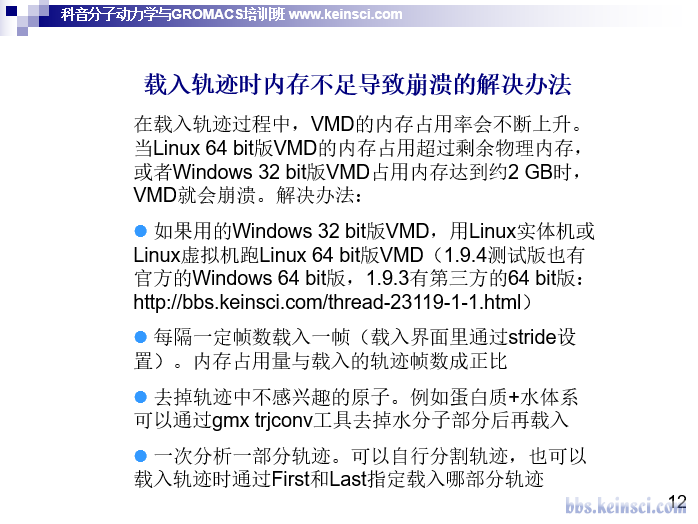 科音分子动力学与GROMACS培训班 www.keinsci.com
载入轨迹时内存不足导致崩溃的解决办法
在载入轨迹过程中，VMD的内存占用率会不断上升。
当Linux 64 bit版VMD的内存占用超过剩余物理内存，
或者Windows 32 bit版VMD占用内存达到约2 GB时，
VMD就会崩溃。解决办法：
● 如果用的Windows 32 bit版VMD，用Linux实体机或
Linux虚拟机跑Linux 64 bit版VMD（1.9.4测试版也有
官方的Windows 64 bit版，1.9.3有第三方的64 bit版：
http://bbs.keinsci.com/thread-23119-1-1.html）
● 每隔一定帧数载入一帧（载入界面里通过stride设
置）。内存占用量与载入的轨迹帧数成正比
● 去掉轨迹中不感兴趣的原子。例如蛋白质+水体系
可以通过gmx trjconv工具去掉水分子部分后再载入
● 一次分析一部分轨迹。可以自行分割轨迹，也可以
载入轨迹时通过First和Last指定载入哪部分轨迹
12
bbs.keinsci.com